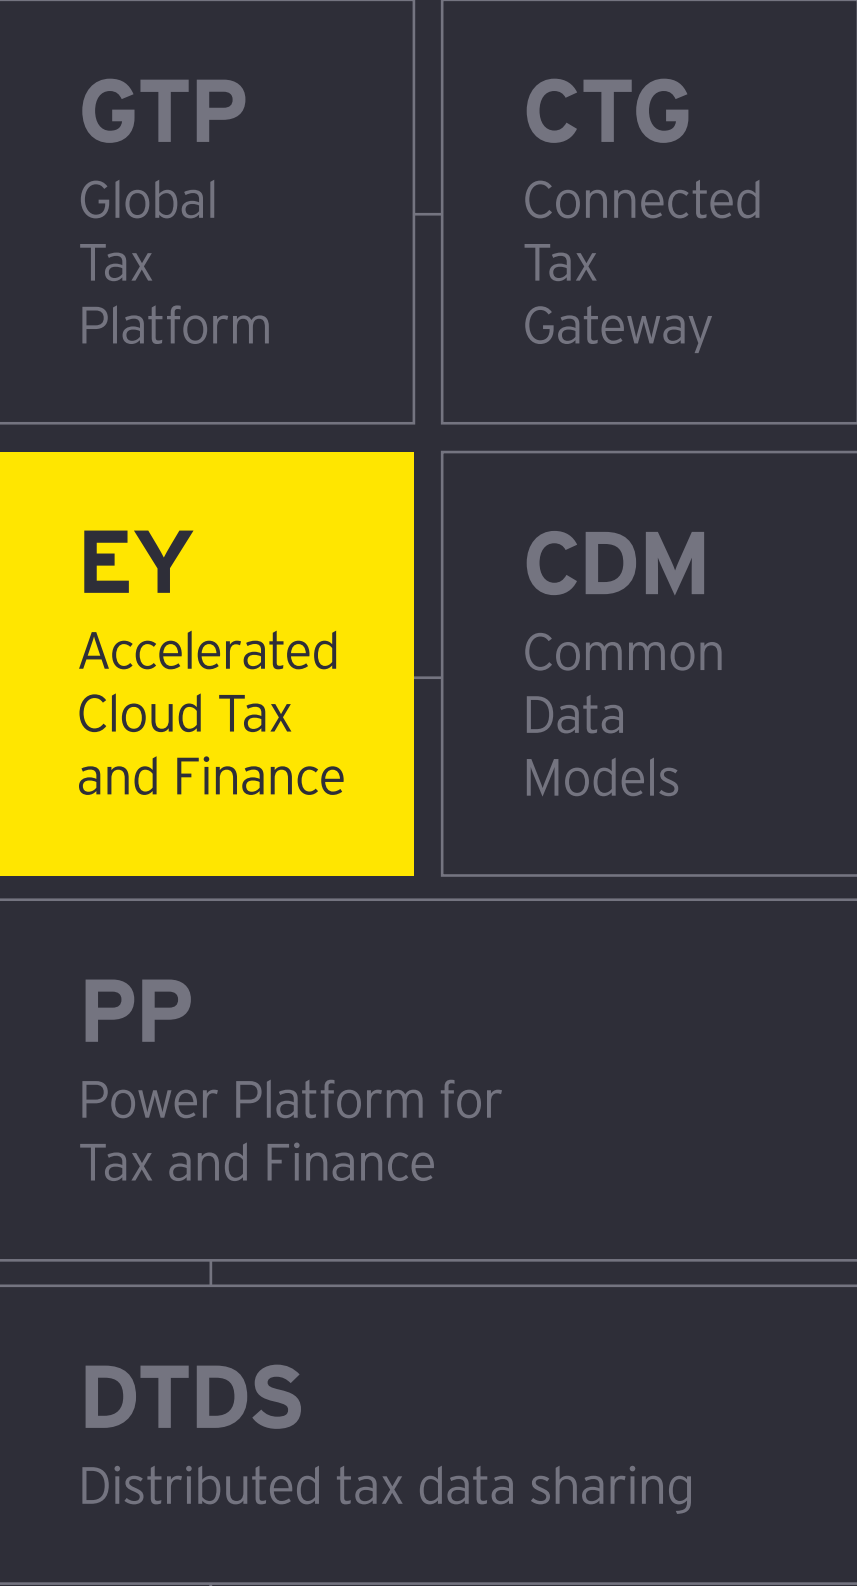 GTP
Global
Tax
Platform
CTG
Connected
Tax
Gateway
EY
Accelerated
Cloud Tax
and Finance
CDM
Common
Data
Models
PP
Power Platform for
Tax and Finance
DTDS
Distributed tax data sharing